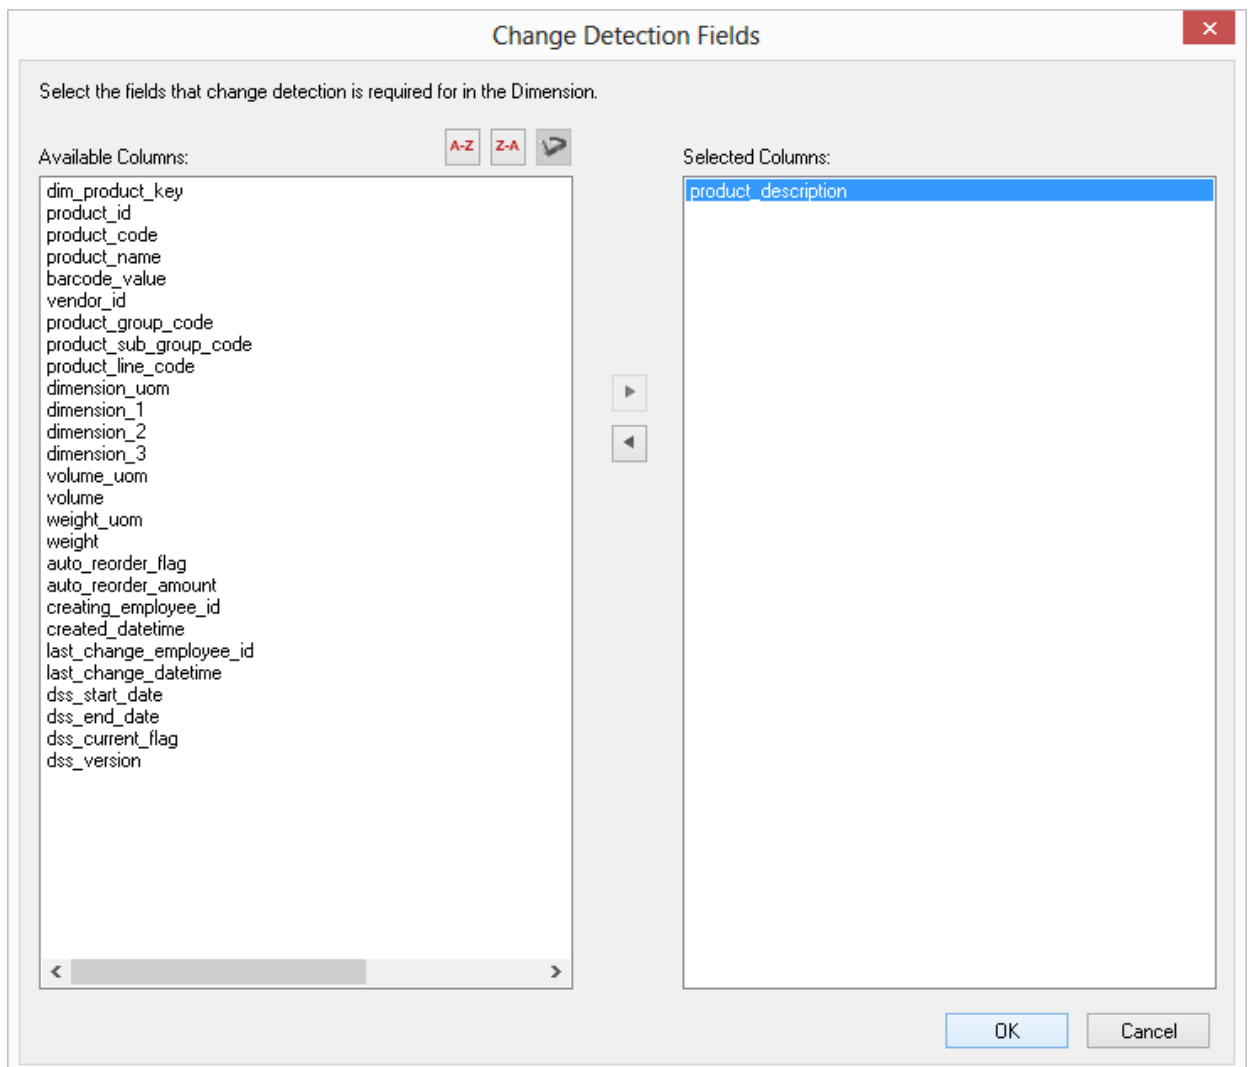 Change Detection Fields
Select the fields that change detection is required for in the Dimension.
A-Z Z-A
Available Columns:
Selected Columns:
dim_product_key
product_id
product_code
product_name
barcode_value
vendor_id
product_group_code
product_sub_group_code
product_line_code
dimension_uom
dimension_1
dimension_2
dimension_3
volume_uom
volume
weight_uom
weight
auto_reorder_flag
auto_reorder_amount
creating_employee_id
created_datetime
last_change_employee_id
last_change_datetime
dss_start_date
dss_end_date
dss_current_flag
dss_version
product_description
OK
Cancel